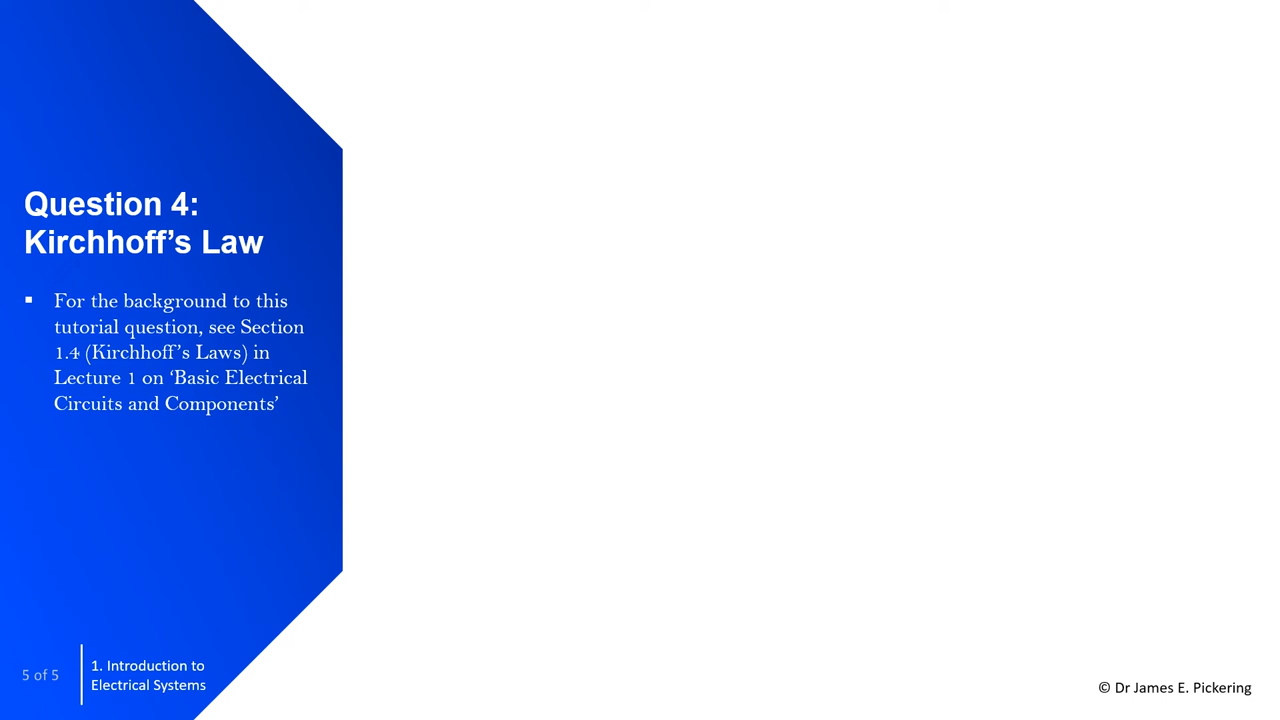 Question 4:
Kirchhoff’s Law
▪ For the background to this
tutorial question, see Section
1.4 (Kirchhoff’s Laws) in
Lecture 1 on ‘Basic Electrical
Circuits and Components’
5 of 5
1. Introduction to
Electrical Systems
© Dr James E. Pickering